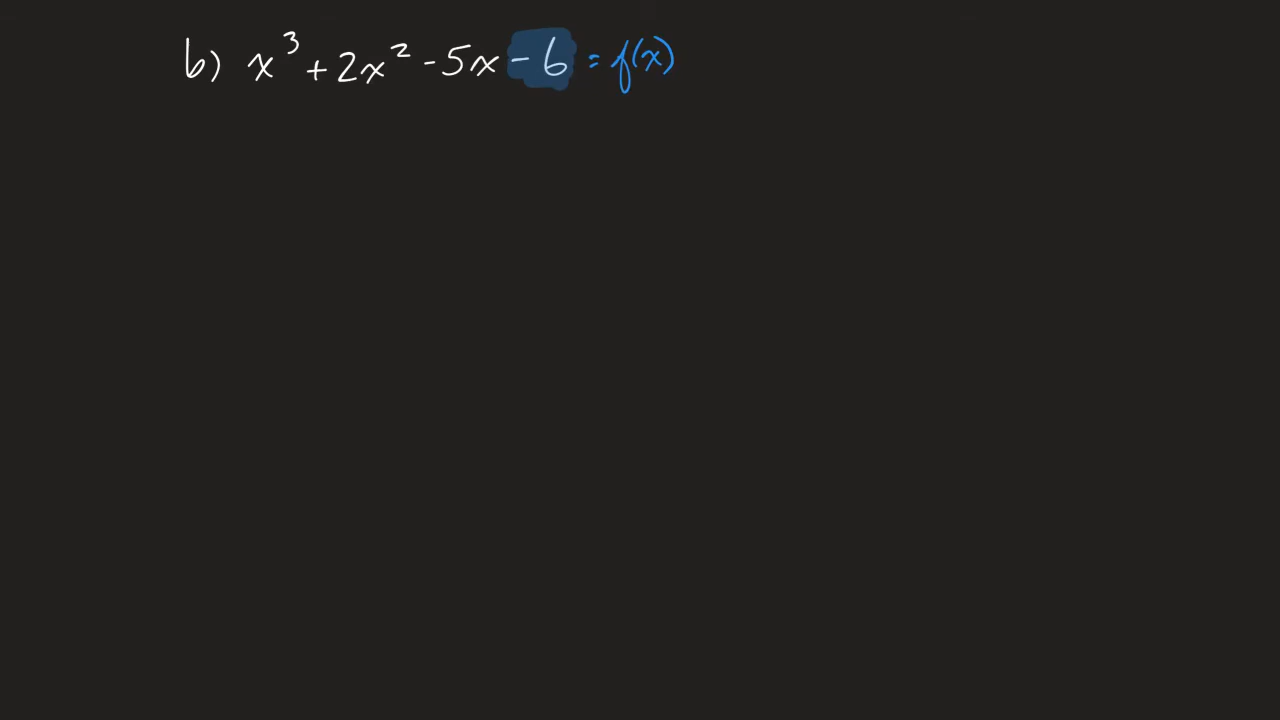 b) x³ + 2x² - 5x - 6 = f(x)